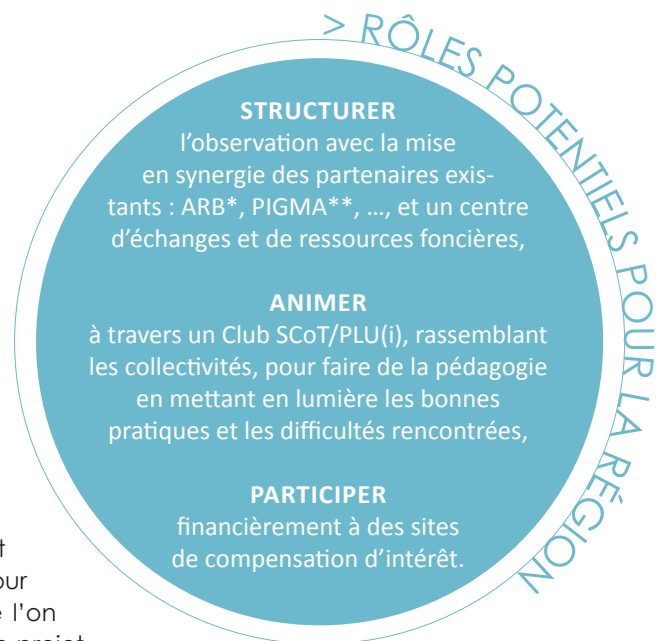 > RÔLES POTENTIELS POUR LA RÉGION
STRUCTURER
l'observation avec la mise
en synergie des partenaires exis-
tants : ARB*, PIGMA**, ..., et un centre
d'échanges et de ressources foncières,
ANIMER
à travers un Club SCoT/PLU(i), rassemblant
les collectivités, pour faire de la pédagogie
en mettant en lumière les bonnes
pratiques et les difficultés rencontrées,
PARTICIPER
financièrement à des sites
de compensation d'intérêt.
l'on
projet